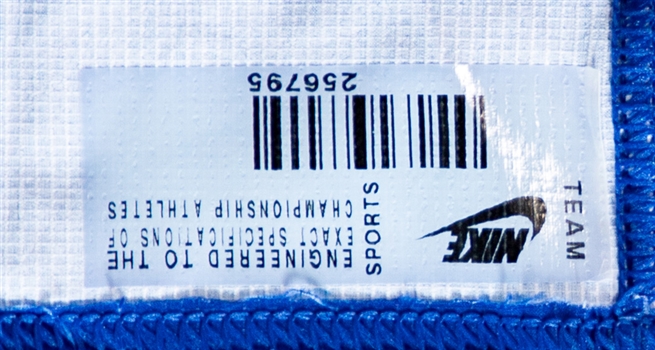 TEAM
NIKE
SPORTS
ENGINEERED TO THE
EXACT SPECIFICATIONS OF
CHAMPIONSHIP ATHLETES
256795